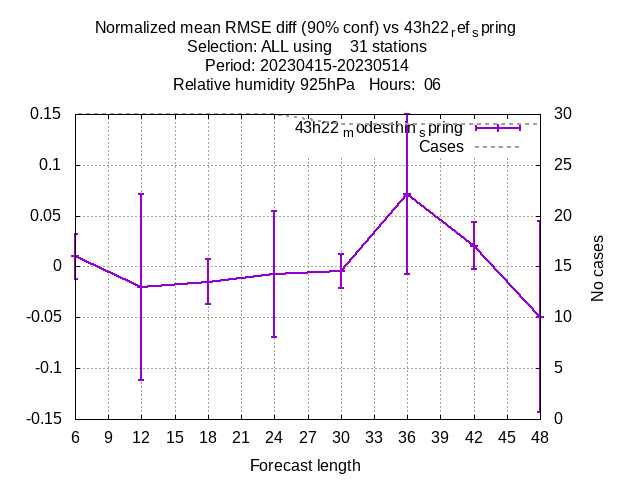 Normalized mean RMSE diff (90% conf) vs 43h22refspring
Selection: ALL using 31 stations
Period: 20230415-20230514
Relative humidity 925hPa Hours: 06
0.15 30
43h22modesthinspring
Cases
0.1 25
0.05 20
0 15
-0.05 10
-0.1 5
-0.15 0
No cases
6 9 12 15 18 21 24 27 30 33 36 39 42 45 48
Forecast length